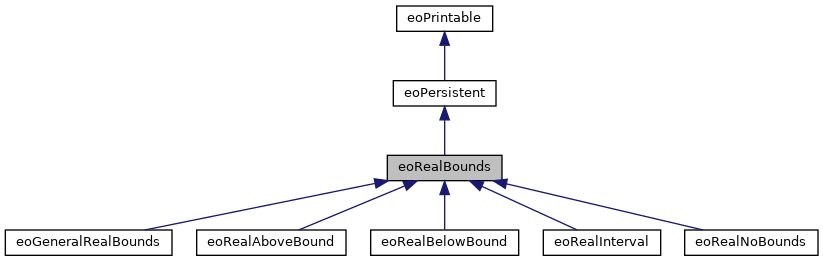 eoPrintable
eoPersistent
eoRealBounds
eoGeneralRealBounds
eoRealAboveBound
eoRealBelowBound
eoRealInterval
eoRealNoBounds